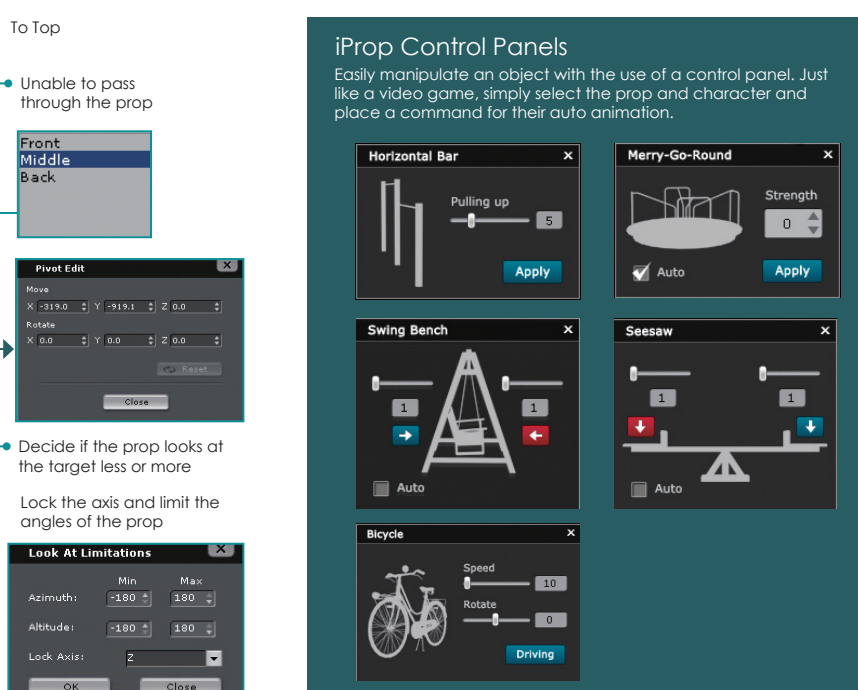 To Top
Unable to pass
through the prop
Front
Middle
Back
Pivot Edit X
Move
X -319.0 Y -919.1 Z 0.0
Rotate
X 0.0 Y 0.0 Z 0.0
Reset
Close
Decide if the prop looks at
the target less or more
Lock the axis and limit the
angles of the prop
Look At Limitations X
Min Max
Azimuth: -180 180
Altitude: -180 180
Lock Axis: Z
OK Close
iProp Control Panels
Easily manipulate an object with the use of a control panel. Just
like a video game, simply select the prop and character and
place a command for their auto animation.
Horizontal Bar x
Pulling up
5
Apply
Merry-Go-Round x
Strength
0
Auto Apply
Swing Bench x
1 1
Auto
Seesaw x
1 1
Auto
Bicycle x
Speed
10
Rotate
0
Driving